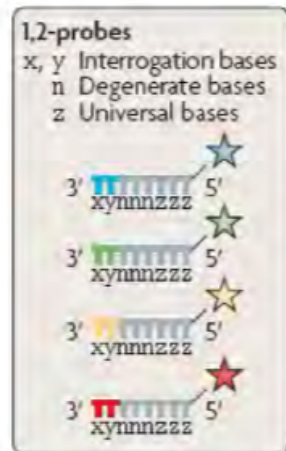 1,2-probes
x, y Interrogation bases
n Degenerate bases
z Universal bases
3′ 5′
xynnnzzz
3′ 5′
xynnnzzz
3′ 5′
xynnnzzz
3′ 5′
xynnnzzz